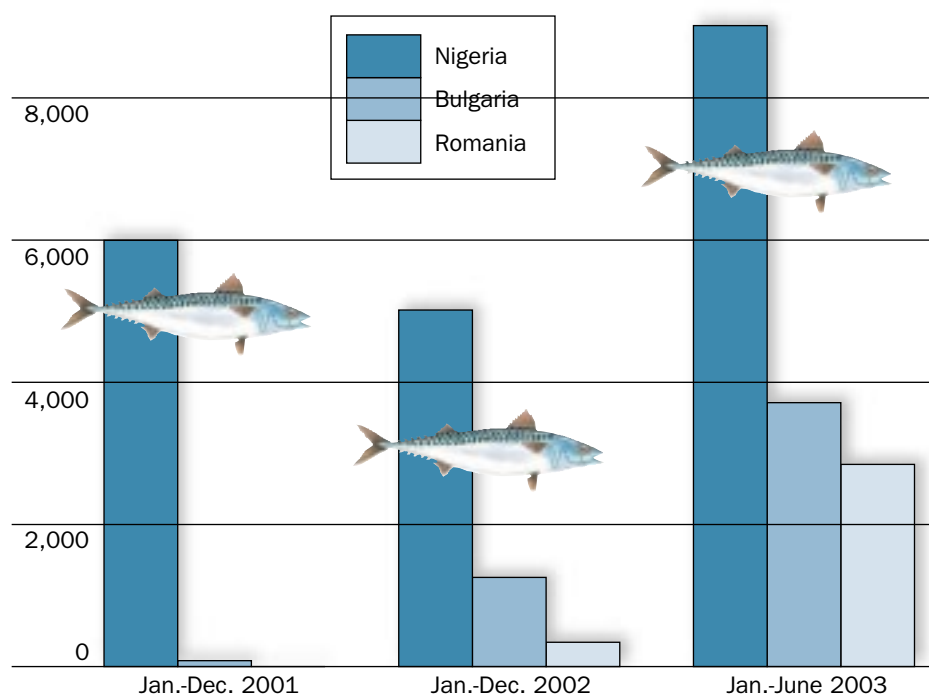 Nigeria
Bulgaria
Romania
8,000
6,000
4,000
2,000
0
Jan.-Dec. 2001 Jan.-Dec. 2002 Jan.-June 2003